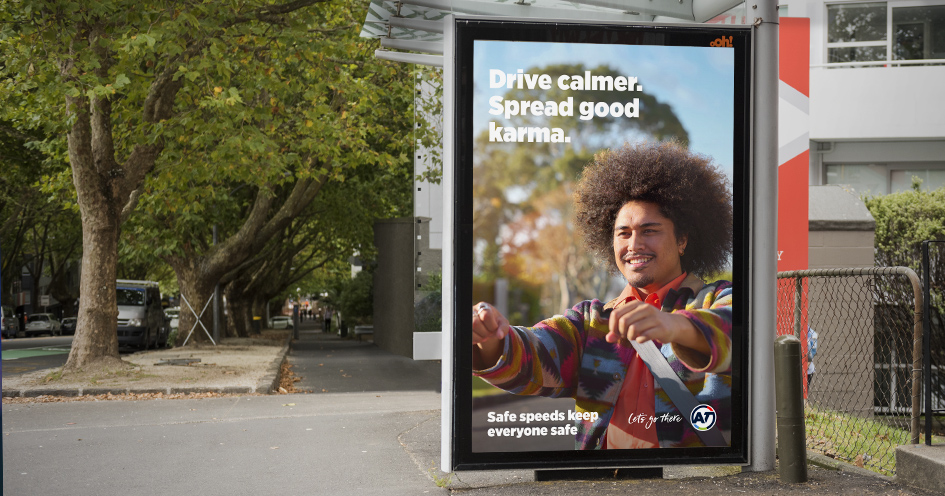 oh!
Drive calmer.
Spread good
karma.
Safe speeds keep
everyone safe
Let's go there
AT
Y